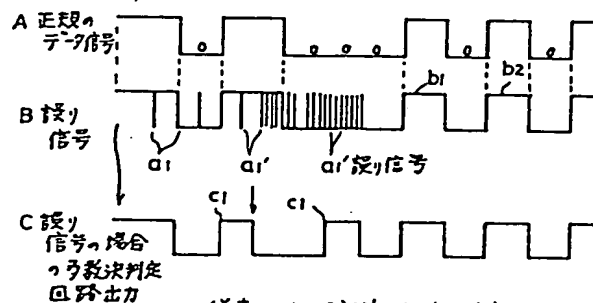 A 正規の
データ信号
o
o o o
o
o
b1
b2
B 誤り
信号
a1
a1'
a1' 誤り信号
C 誤り
信号の場合
の多数決判定
回路出力
c1
c1